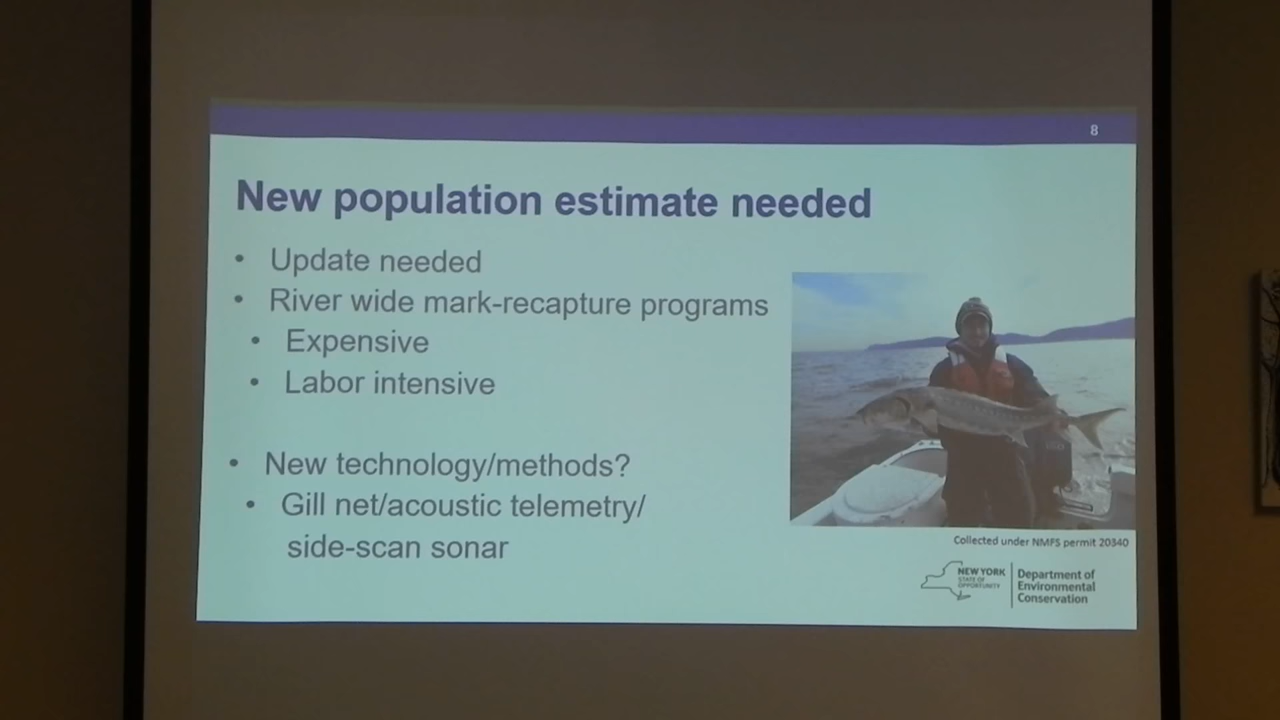 8
New population estimate needed
• Update needed
• River wide mark-recapture programs
• Expensive
• Labor intensive
• New technology/methods?
• Gill net/acoustic telemetry/
side-scan sonar
Collected under NMFS permit 20340
NEW YORK
STATE OF
OPPORTUNITY
Department of
Environmental
Conservation